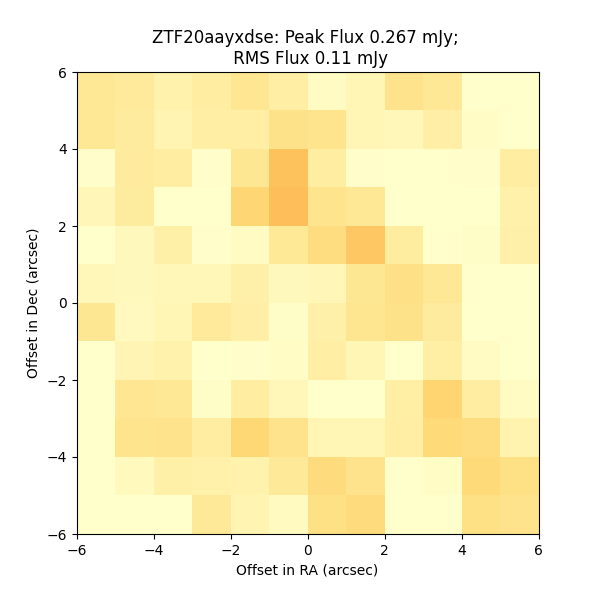 ZTF20aayxdse: Peak Flux 0.267 mJy;
RMS Flux 0.11 mJy
6
4
2
0
−2
−4
−6
Offset in Dec (arcsec)
−6 −4 −2 0 2 4 6
Offset in RA (arcsec)